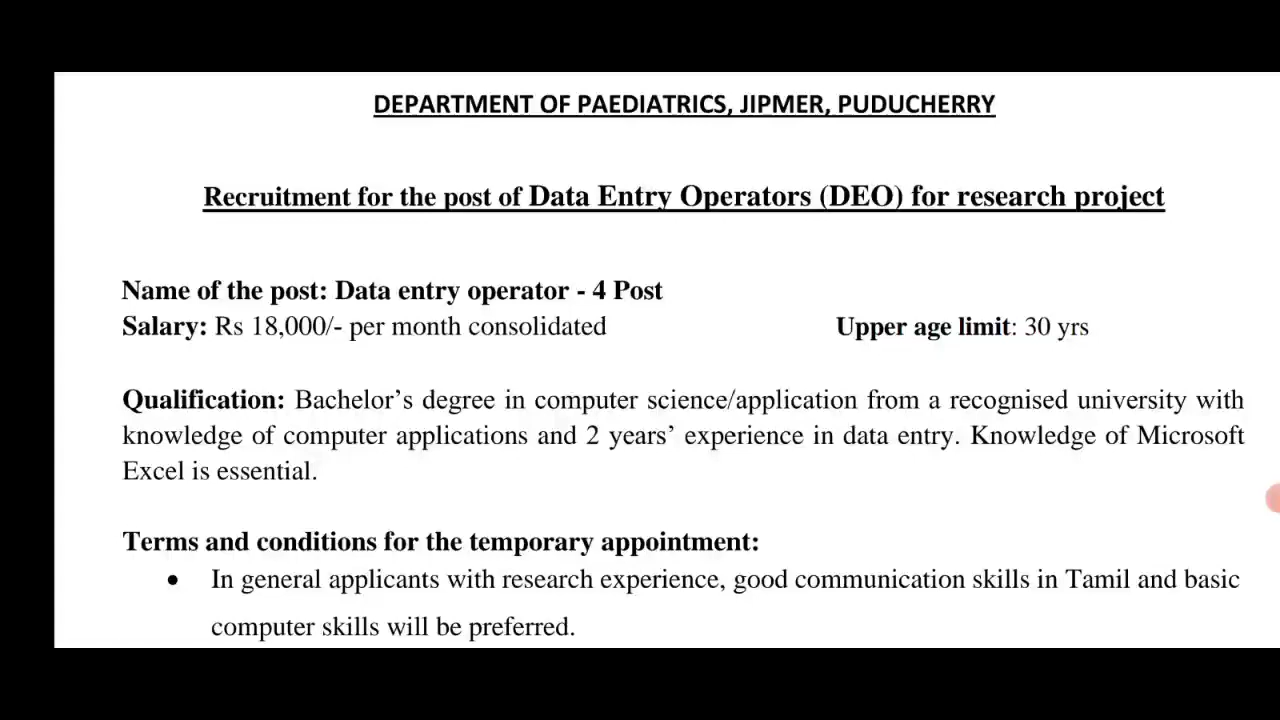 DEPARTMENT OF PAEDIATRICS, JIPMER, PUDUCHERRY
Recruitment for the post of Data Entry Operators (DEO) for research project
Name of the post: Data entry operator - 4 Post
Salary: Rs 18,000/- per month consolidated Upper age limit: 30 yrs
Qualification: Bachelor’s degree in computer science/application from a recognised university with
knowledge of computer applications and 2 years’ experience in data entry. Knowledge of Microsoft
Excel is essential.
Terms and conditions for the temporary appointment:
• In general applicants with research experience, good communication skills in Tamil and basic
computer skills will be preferred.